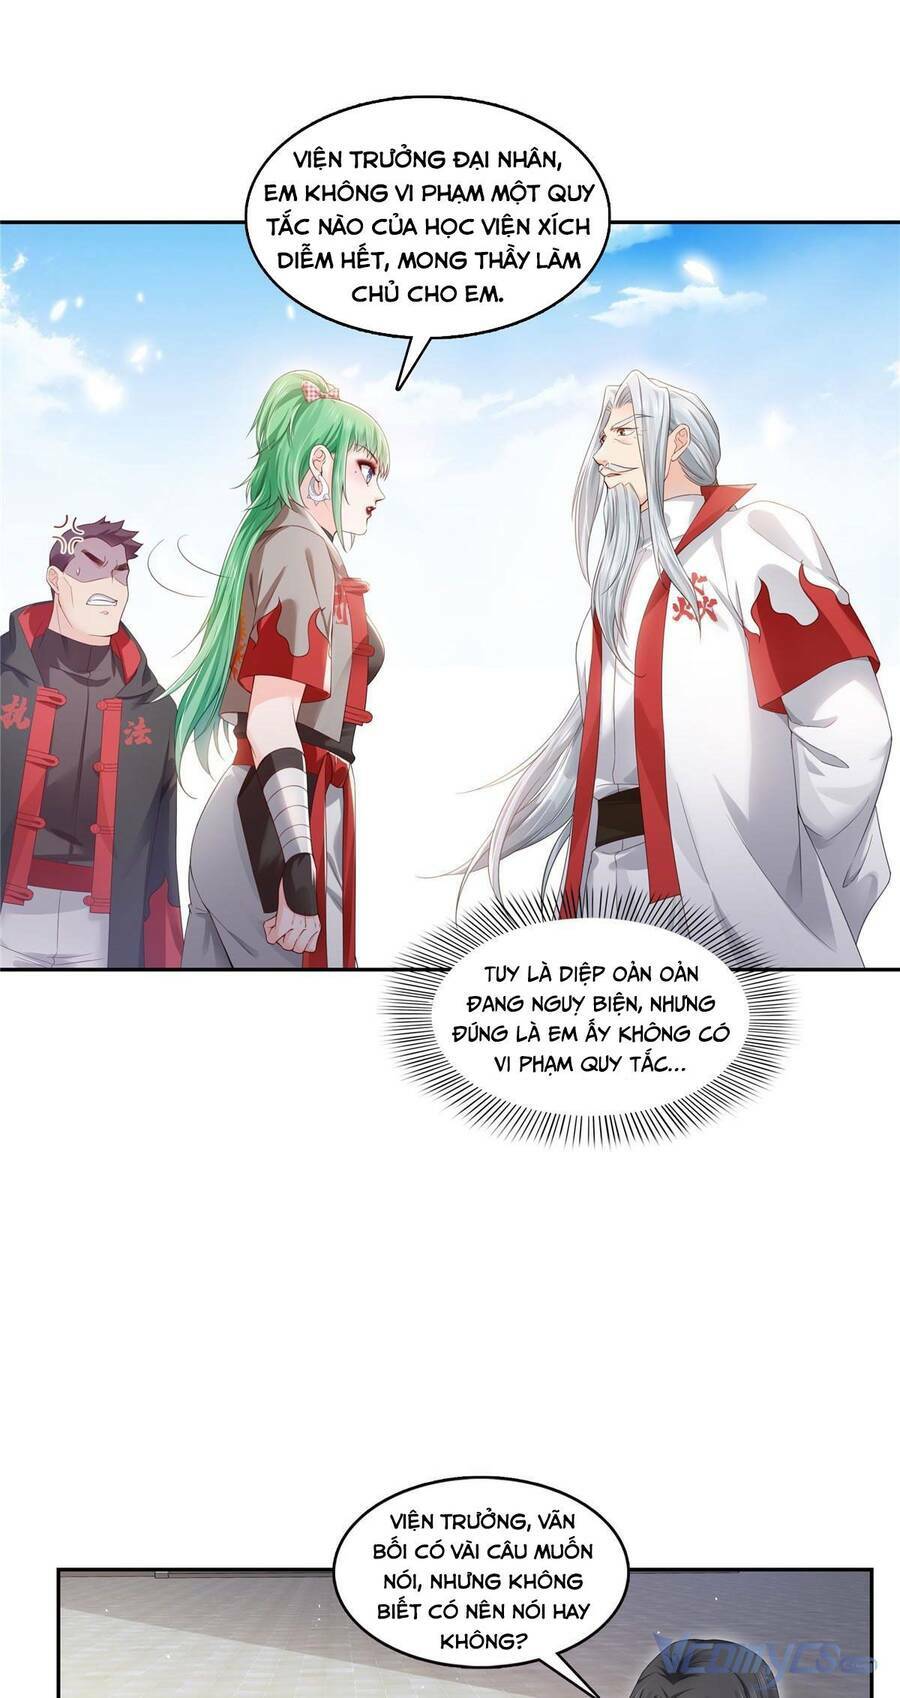 VIỆN TRƯỞNG ĐẠI NHÂN,
EM KHÔNG VI PHẠM MỘT QUY
TẮC NÀO CỦA HỌC VIỆN XÍCH
DIỄM HẾT, MONG THẦY LÀM
CHỦ CHO EM.
执法
TUY LÀ DIỆP OẢN OẢN
ĐANG NGUỴ BIỆN, NHƯNG
ĐÚNG LÀ EM ẤY KHÔNG CÓ
VI PHẠM QUY TẮC...
VIỆN TRƯỞNG, VÃN
BỐI CÓ VÀI CÂU MUỐN
NÓI, NHƯNG KHÔNG
BIẾT CÓ NÊN NÓI HAY
KHÔNG?